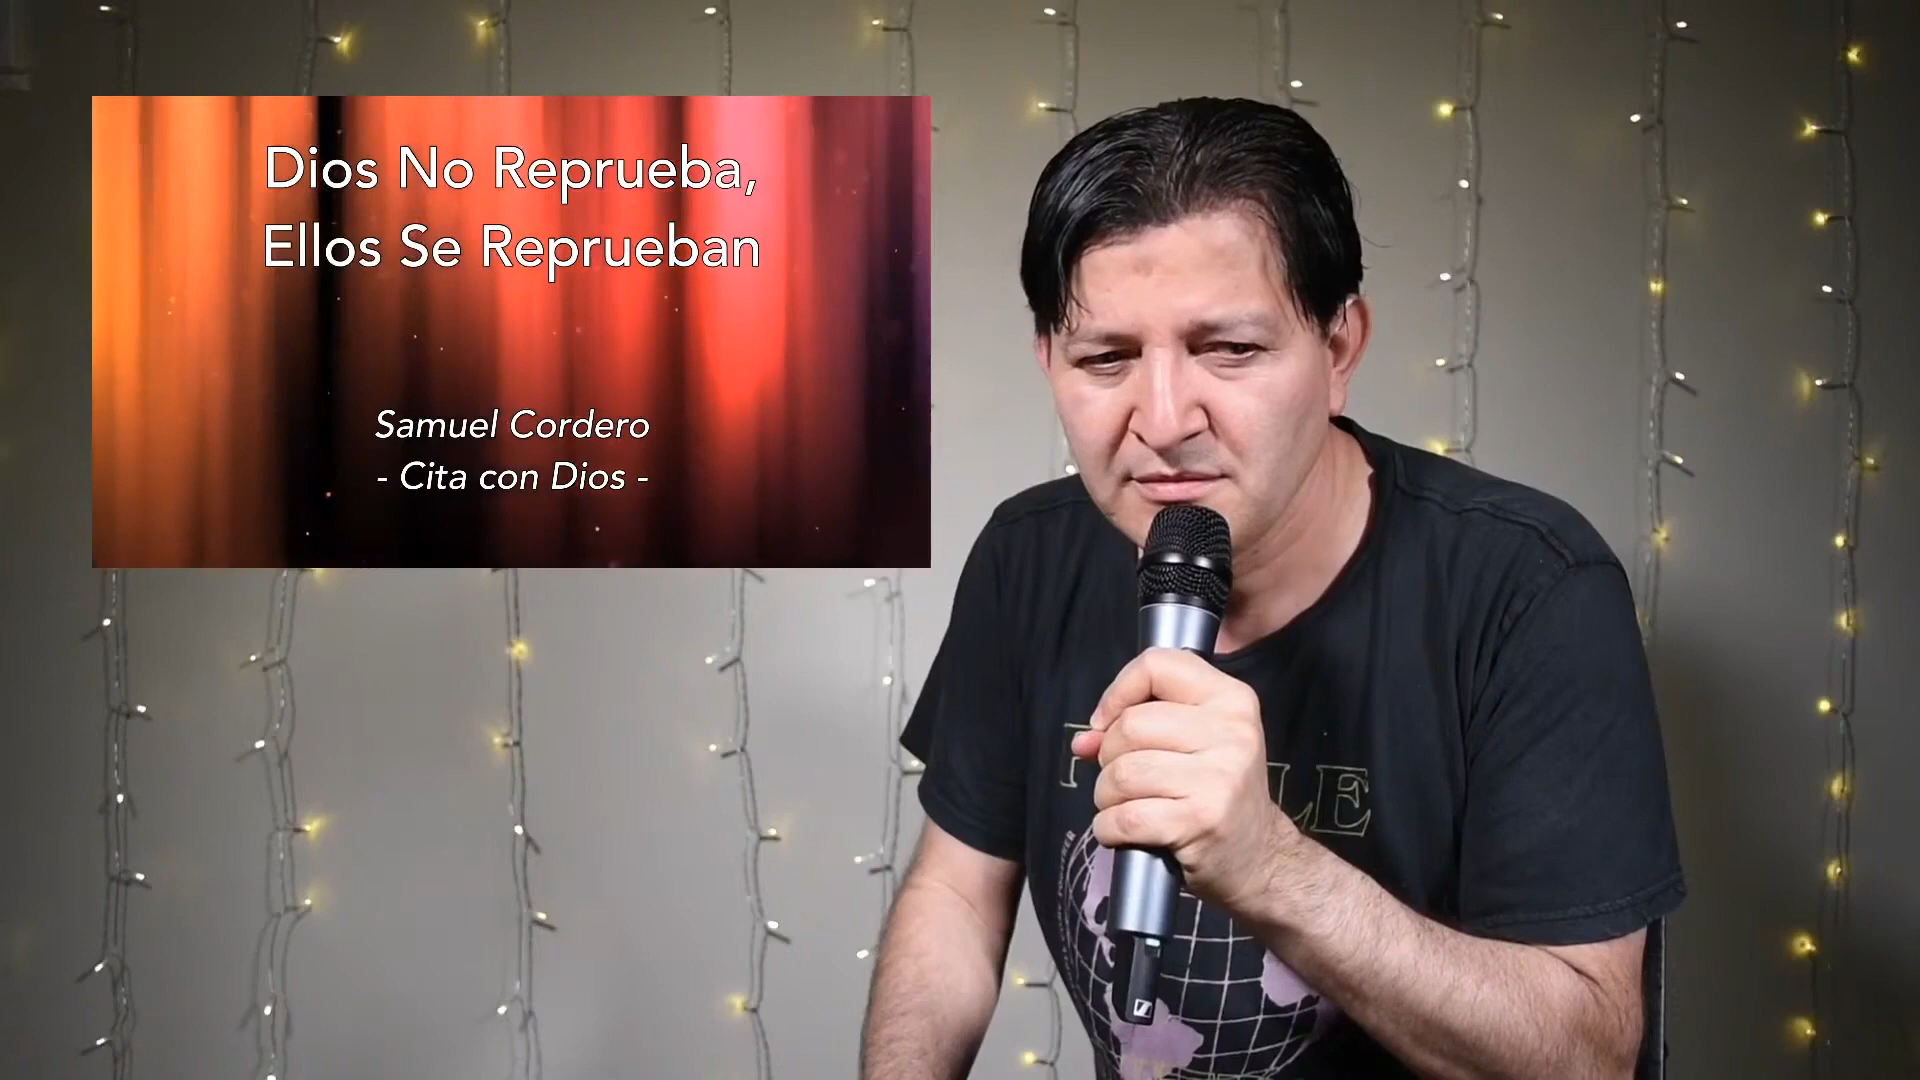 Dios No Reprueba,
Ellos Se Reprueban
Samuel Cordero
- Cita con Dios -